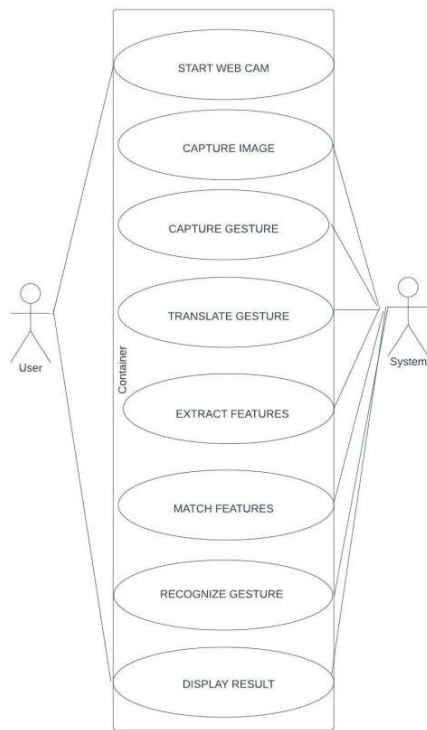 START WEB CAM
CAPTURE IMAGE
CAPTURE GESTURE
TRANSLATE GESTURE
User
System
Container
EXTRACT FEATURES
MATCH FEATURES
RECOGNIZE GESTURE
DISPLAY RESULT